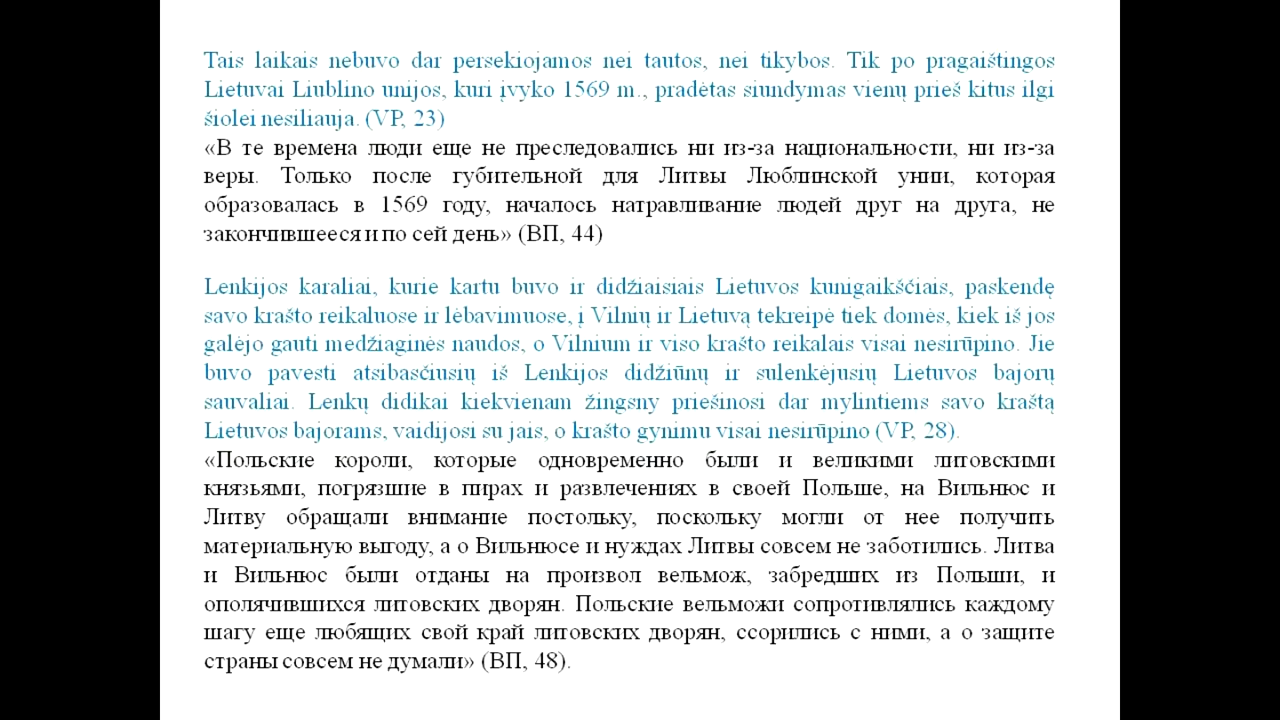 Tais laikais nebuvo dar persekiojamos nei tautos, nei tikybos. Tik po pragaištingos
Lietuvai Liublino unijos, kuri įvyko 1569 m., pradėtas siundymas vienų prieš kitus ilgi
šiolei nesiliauja. (VP, 23)
«В те времена люди еще не преследовались ни из-за национальности, ни из-за
веры. Только после губительной для Литвы Люблинской унии, которая
образовалась в 1569 году, началось натравливание людей друг на друга, не
закончившееся и по сей день» (ВП, 44)
Lenkijos karaliai, kurie kartu buvo ir didžiaisiais Lietuvos kunigaikščiais, paskendę
savo krašto reikaluose ir lėbavimuose, į Vilnių ir Lietuvą tekreipė tiek domės, kiek iš jos
galėjo gauti medžiaginės naudos, o Vilnium ir viso krašto reikalais visai nesirūpino. Jie
buvo pavesti atsibasčiusių iš Lenkijos didžiūnų ir sulenkėjusių Lietuvos bajorų
sauvaliai. Lenkų didikai kiekvienam žingsny priešinosi dar mylintiems savo kraštą
Lietuvos bajorams, vaidijosi su jais, o krašto gynimu visai nesirūpino (VP, 28).
«Польские короли, которые одновременно были и великими литовскими
князьями, погрязшие в пирах и развлечениях в своей Польше, на Вильнюс и
Литву обращали внимание постольку, поскольку могли от нее получить
материальную выгоду, а о Вильнюсе и нуждах Литвы совсем не заботились. Литва
и Вильнюс были отданы на произвол вельмож, забредших из Польши, и
ополячившихся литовских дворян. Польские вельможи сопротивлялись каждому
шагу еще любящих свой край литовских дворян, ссорились с ними, а о защите
страны совсем не думали» (ВП, 48).